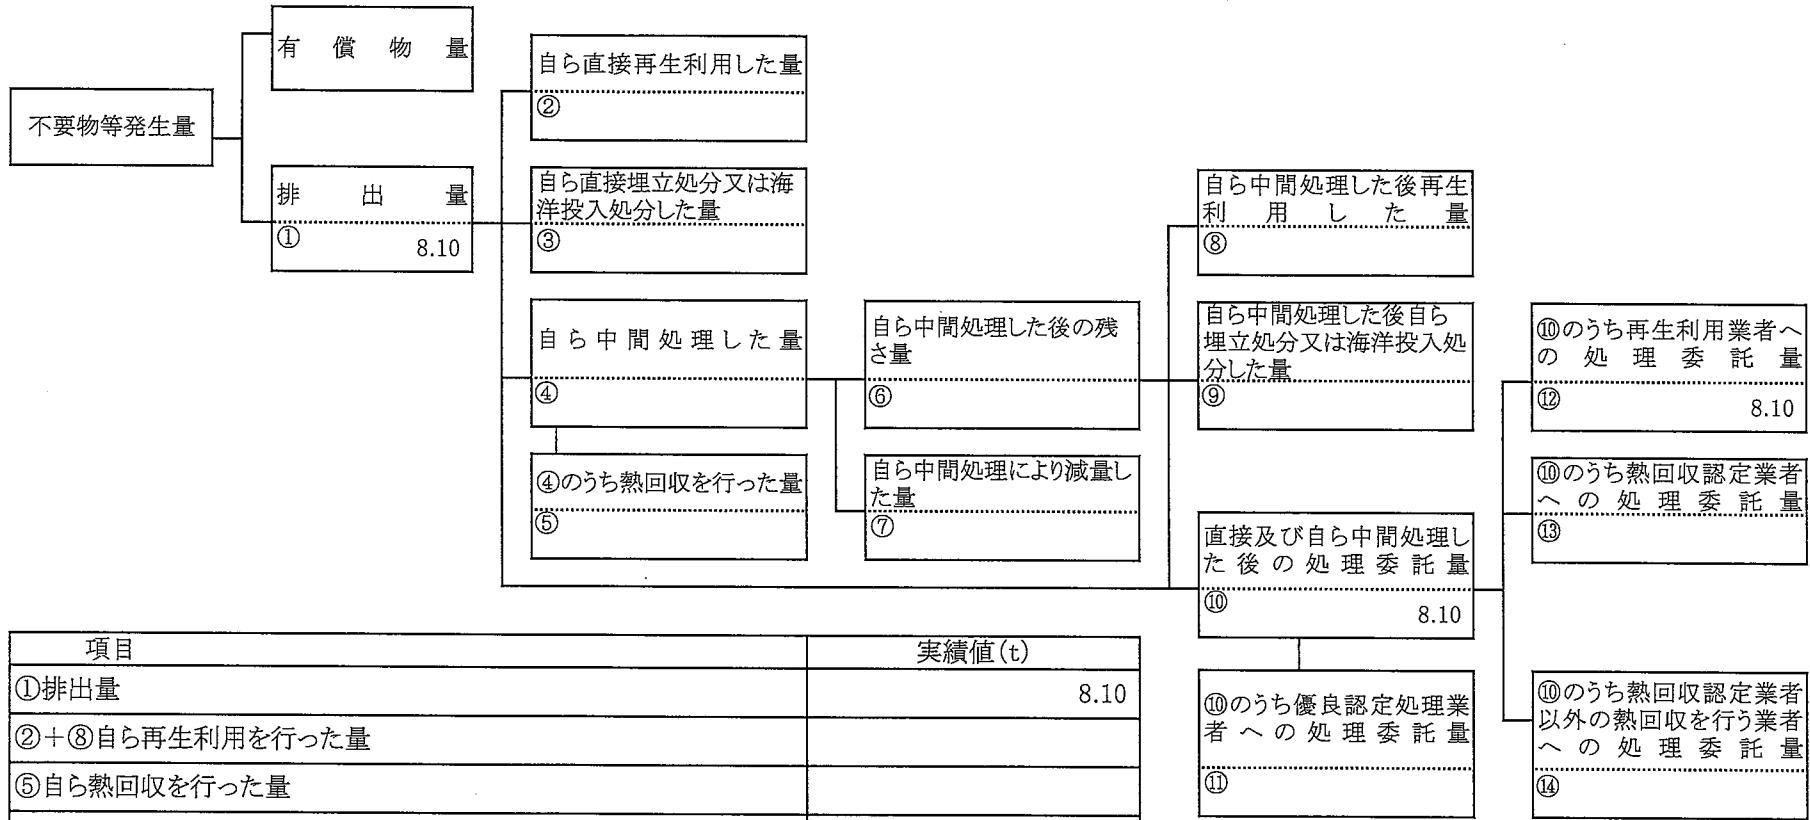 有償物量
不要物等発生量
排出量
①
8.10
自ら直接再生利用した量
②
自ら直接埋立処分又は海
洋投入処分した量
③
自ら中間処理した量
④
④のうち熱回収を行った量
⑤
自ら中間処理した後の残
さ量
⑥
自ら中間処理により減量し
た量
⑦
自ら中間処理した後再生
利用した量
⑧
自ら中間処理した後自ら
埋立処分又は海洋投入処
分した量
⑨
直接及び自ら中間処理し
た後の処理委託量
⑩
8.10
⑩のうち優良認定処理業
者への処理委託量
⑪
⑩のうち再生利用業者へ
の処理委託量
⑫
8.10
⑩のうち熱回収認定業者
への処理委託量
⑬
⑩のうち熱回収認定業者
以外の熱回収を行う業者
への処理委託量
⑭
項目 実績値(t)
①排出量 8.10
②+⑧自ら再生利用を行った量
⑤自ら熱回収を行った量